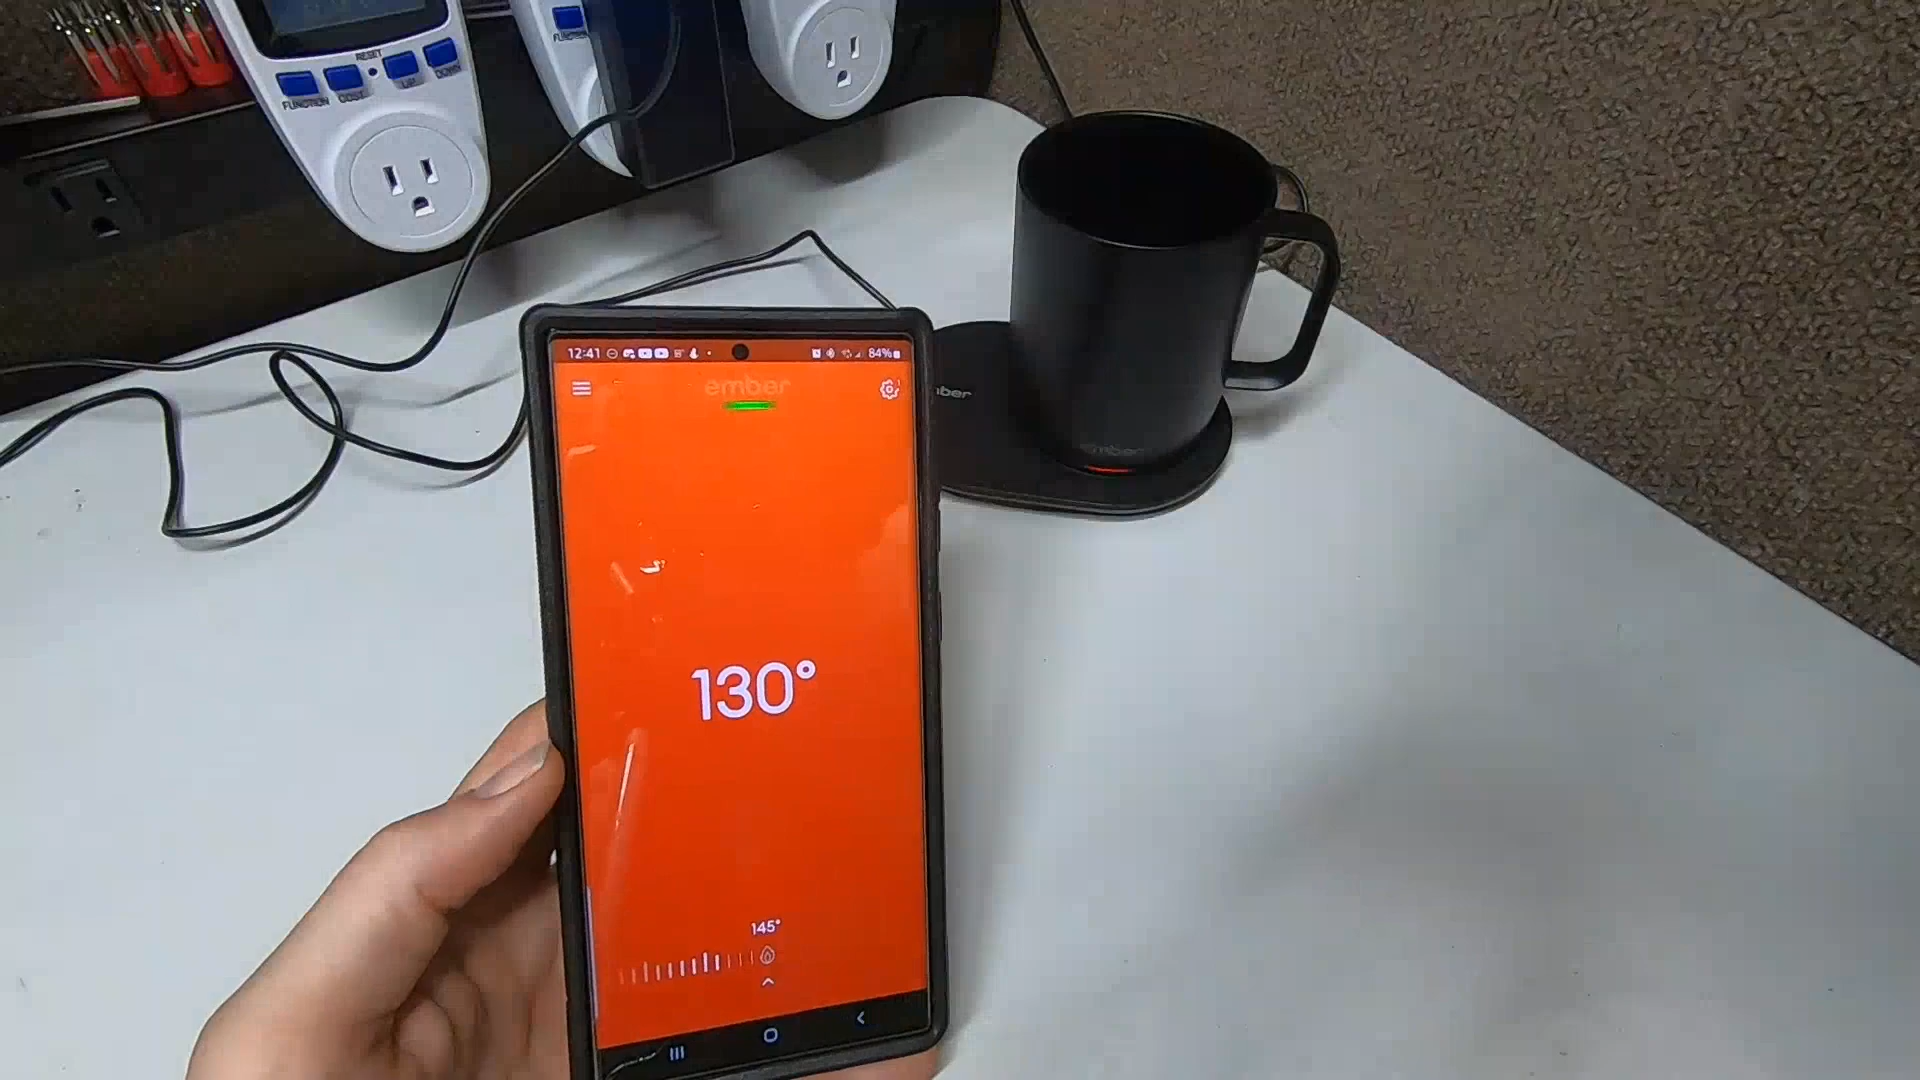 RESET
FUNCTION COST UP DOWN
12:41
84%
ember
130°
145°
ember